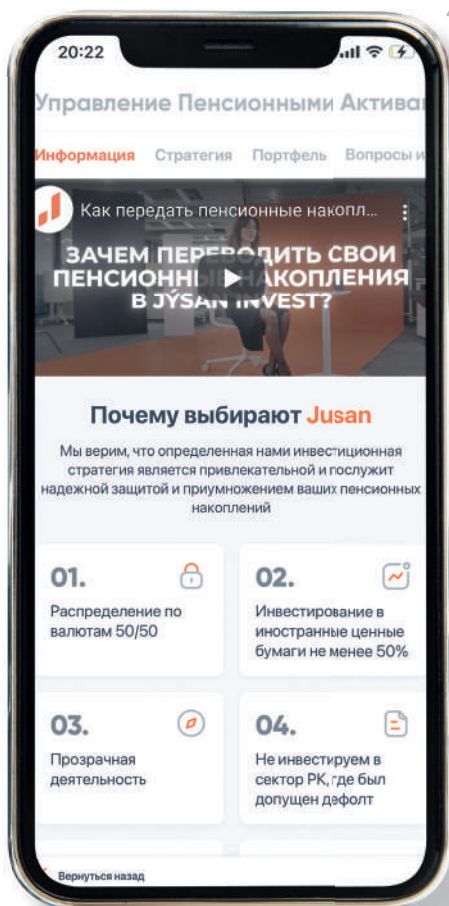 20:22
Управление Пенсионными Актива
Информация Стратегия Портфель Вопросы и
Как передать пенсионные накопл...
ЗАЧЕМ ПЕРЕВОДИТЬ СВОИ
ПЕНСИОННЫЕ НАКОПЛЕНИЯ
В JÝSAN INVEST?
Почему выбирают Jusan
Мы верим, что определенная нами инвестиционная
стратегия является привлекательной и послужит
надежной защитой и приумножением ваших пенсионных
накоплений
01.
Распределение по
валютам 50/50
02.
Инвестирование в
иностранные ценные
бумаги не менее 50%
03.
Прозрачная
деятельность
04.
Не инвестируем в
сектор РК, где был
допущен дефолт
Вернуться назад